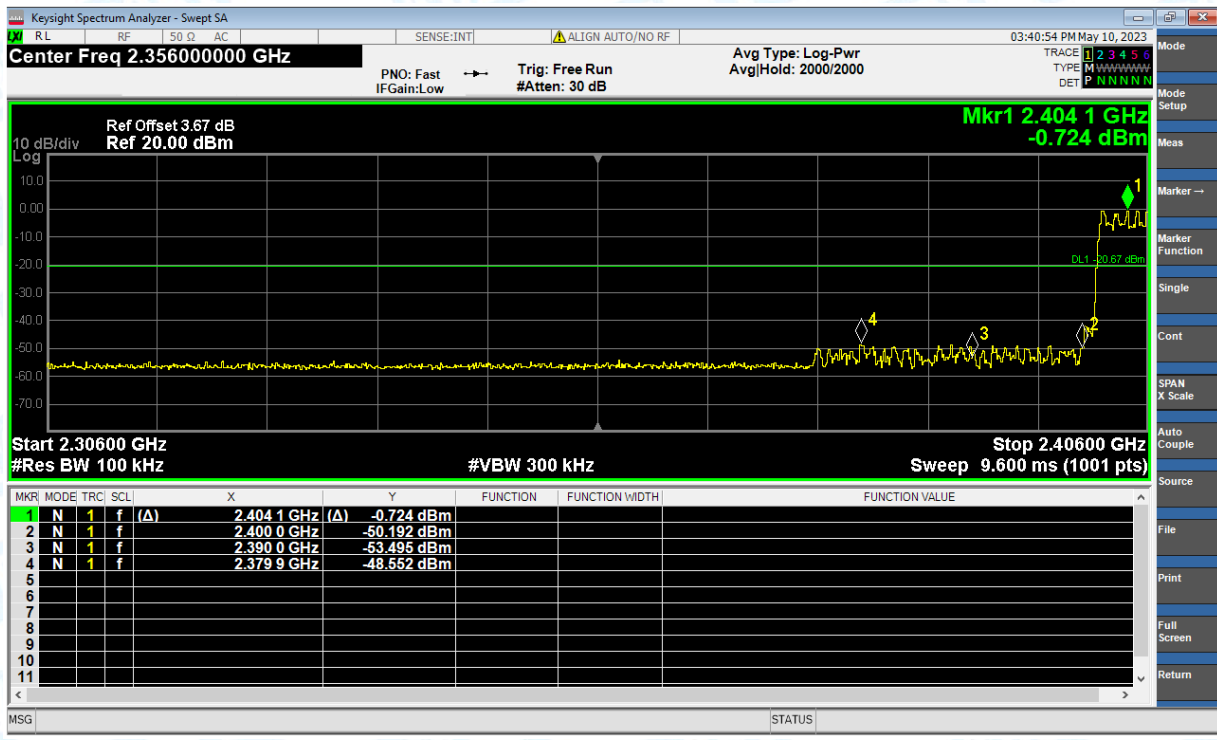 Keysight Spectrum Analyzer - Swept SA
LXI RL RF 50 Ω AC SENSE:INT ALIGN AUTO/NO RF 03:40:54 PM May 10, 2023
Center Freq 2.356000000 GHz
PNO: Fast
IFGain:Low
Trig: Free Run
#Atten: 30 dB
Avg Type: Log-Pwr
Avg|Hold: 2000/2000
TRACE 1 2 3 4 5 6
TYPE M WWWWW
DET P N N N N N
Mkr1 2.404 1 GHz
-0.724 dBm
Ref Offset 3.67 dB
10 dB/div Ref 20.00 dBm
Log
10.0
0.00
-10.0
-20.0
-30.0
-40.0
-50.0
-60.0
-70.0
DL1 -20.67 dBm
1
2
3
4
Start 2.30600 GHz Stop 2.40600 GHz
#Res BW 100 kHz #VBW 300 kHz Sweep 9.600 ms (1001 pts)
MKR MODE TRC SCL X Y FUNCTION FUNCTION WIDTH FUNCTION VALUE
1 N 1 f (Δ) 2.404 1 GHz (Δ) -0.724 dBm
2 N 1 f 2.400 0 GHz -50.192 dBm
3 N 1 f 2.390 0 GHz -53.495 dBm
4 N 1 f 2.379 9 GHz -48.552 dBm
5
6
7
8
9
10
11
MSG STATUS
Mode
Mode
Setup
Meas
Marker →
Marker
Function
Single
Cont
SPAN
X Scale
Auto
Couple
Source
File
Print
Full
Screen
Return